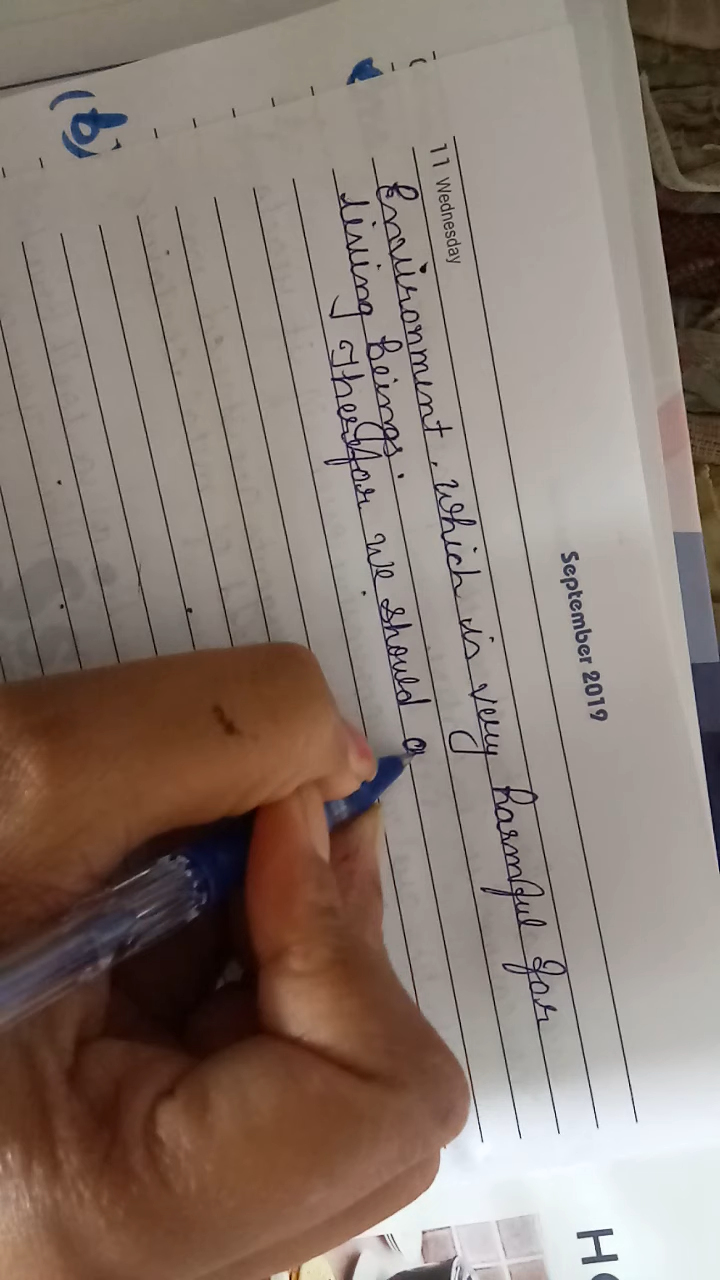 September 2019
11 Wednesday
Environment, which is very harmful for
living beings.
Therefor we should a
(b)
H